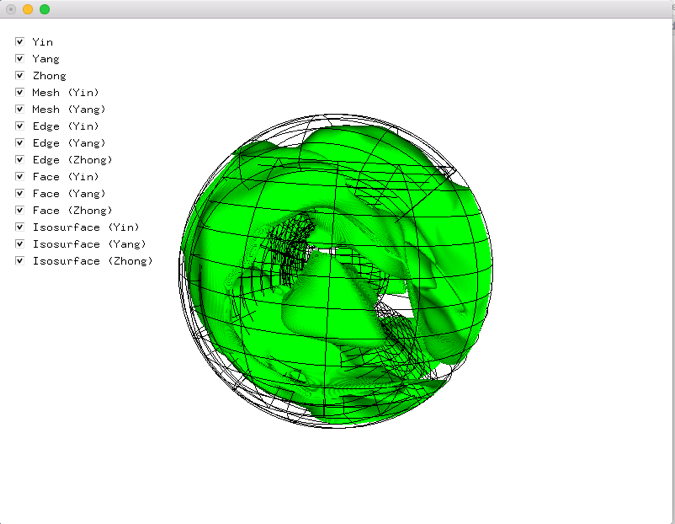 Yin
Yang
Zhong
Mesh (Yin)
Mesh (Yang)
Edge (Yin)
Edge (Yang)
Edge (Zhong)
Face (Yin)
Face (Yang)
Face (Zhong)
Isosurface (Yin)
Isosurface (Yang)
Isosurface (Zhong)